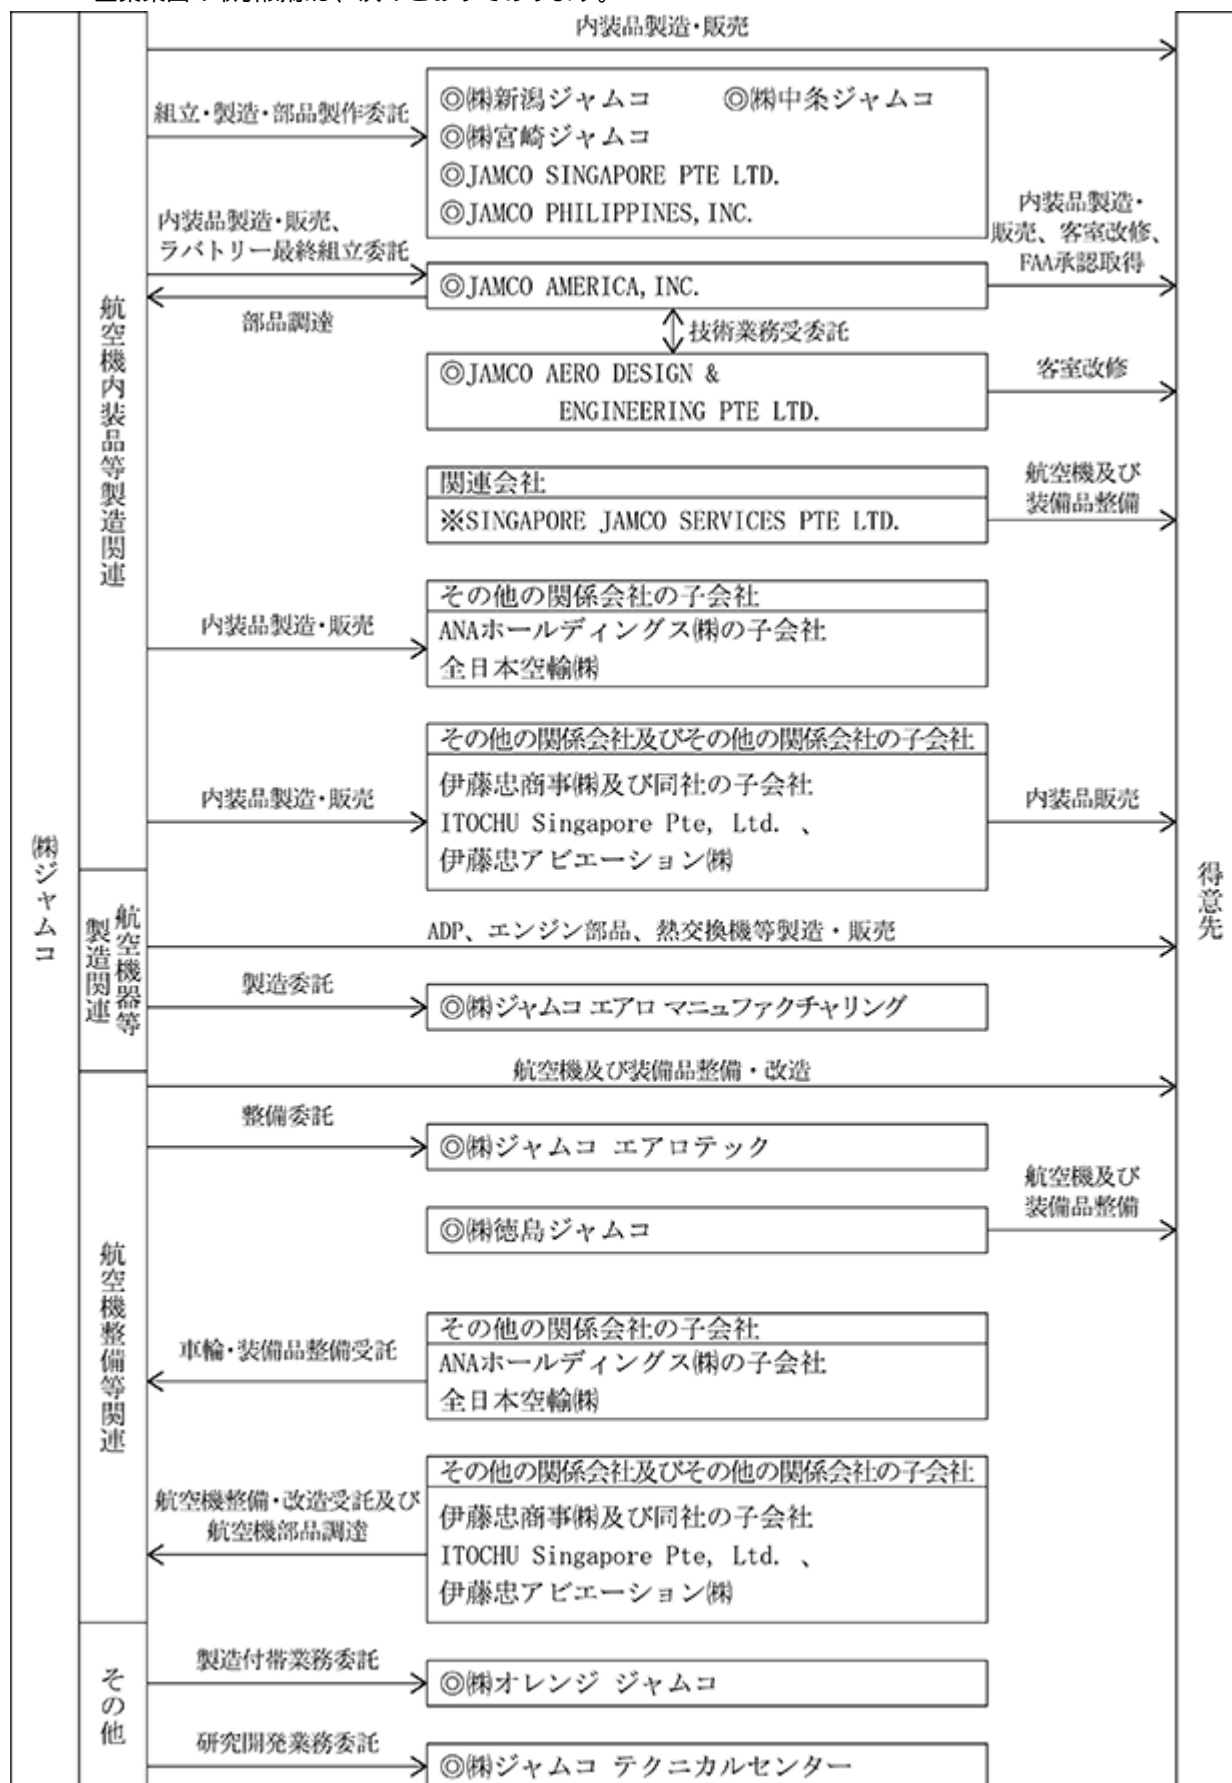 内装品製造・販売
組立・製造・部品製作委託
◎㈱新潟ジャムコ ◎㈱中条ジャムコ
◎㈱宮崎ジャムコ
◎JAMCO SINGAPORE PTE LTD.
◎JAMCO PHILIPPINES, INC.
内装品製造・販売、
ラバトリー最終組立委託
部品調達
◎JAMCO AMERICA, INC.
内装品製造・
販売、客室改修、
FAA承認取得
技術業務受委託
◎JAMCO AERO DESIGN &
ENGINEERING PTE LTD.
客室改修
航空機内装品等製造関連
関連会社
※SINGAPORE JAMCO SERVICES PTE LTD.
航空機及び
装備品整備
その他の関係会社の子会社
内装品製造・販売
ANAホールディングス㈱の子会社
全日本空輸㈱
その他の関係会社及びその他の関係会社の子会社
内装品製造・販売
伊藤忠商事㈱及び同社の子会社
ITOCHU Singapore Pte, Ltd. 、
伊藤忠アビエーション㈱
内装品販売
㈱ジャムコ
得意先
航空機器等
製造関連
ADP、エンジン部品、熱交換機等製造・販売
製造委託
◎㈱ジャムコ エアロ マニュファクチャリング
航空機及び装備品整備・改造
整備委託
◎㈱ジャムコ エアロテック
◎㈱徳島ジャムコ
航空機及び
装備品整備
航空機整備等関連
その他の関係会社の子会社
車輪・装備品整備受託
ANAホールディングス㈱の子会社
全日本空輸㈱
その他の関係会社及びその他の関係会社の子会社
航空機整備・改造受託及び
航空機部品調達
伊藤忠商事㈱及び同社の子会社
ITOCHU Singapore Pte, Ltd. 、
伊藤忠アビエーション㈱
その他
製造付帯業務委託
◎㈱オレンジ ジャムコ
研究開発業務委託
◎㈱ジャムコ テクニカルセンター